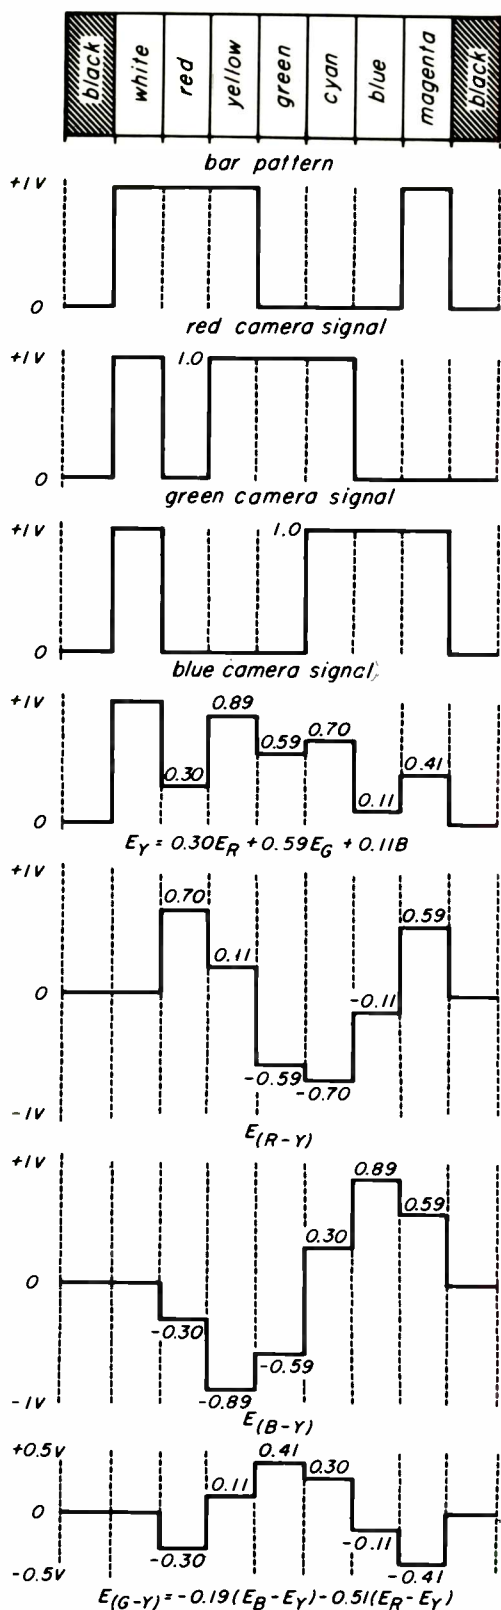 black white red yellow green cyan blue magenta black
bar pattern
+1V
0
red camera signal
+1V
1.0
0
green camera signal
1.0
0
+1V
blue camera signal
+1V
0.89
0.70
0.59
0.41
0.30
0.11
0
E_Y = 0.30E_R + 0.59E_G + 0.11B
+1V
0.70
0.59
0.11
0
-0.11
-0.59
-0.70
-1V
E_(R-Y)
+1V
0.89
0.59
0.30
0
-0.30
-0.59
-0.89
-1V
E_(B-Y)
+0.5V
0.41
0.30
0.11
0
-0.11
-0.30
-0.41
-0.5V
E_(G-Y) = -0.19(E_B-E_Y)-0.51(E_R-E_Y)